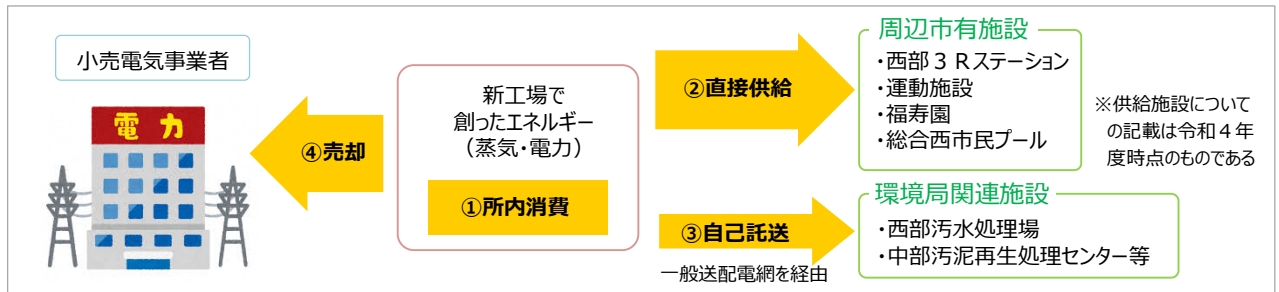 小売電気事業者
電力
④売却
新工場で
創ったエネルギー
（蒸気・電力）
①所内消費
②直接供給
周辺市有施設
・西部３Ｒステーション
・運動施設
・福寿園
・総合西市民プール
※供給施設について
の記載は令和４年
度時点のものである
③自己託送
一般送配電網を経由
環境局関連施設
・西部汚水処理場
・中部汚泥再生処理センター等